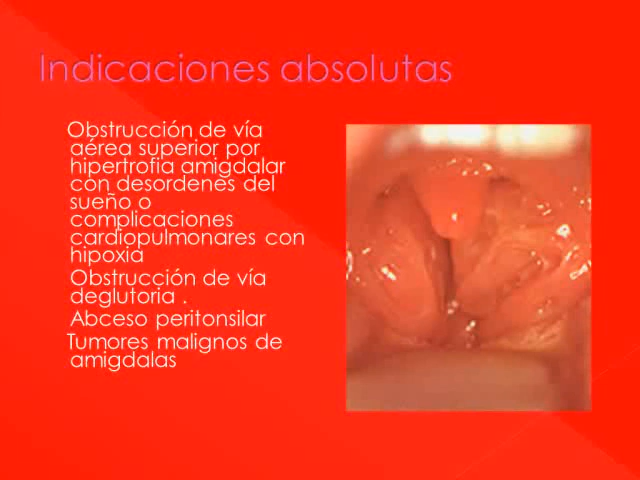 Indicaciones absolutas
Obstrucción de vía
aérea superior por
hipertrofia amigdalar
con desordenes del
sueño o
complicaciones
cardiopulmonares con
hipoxia
Obstrucción de vía
deglutoria .
Abceso peritonsilar
Tumores malignos de
amigdalas